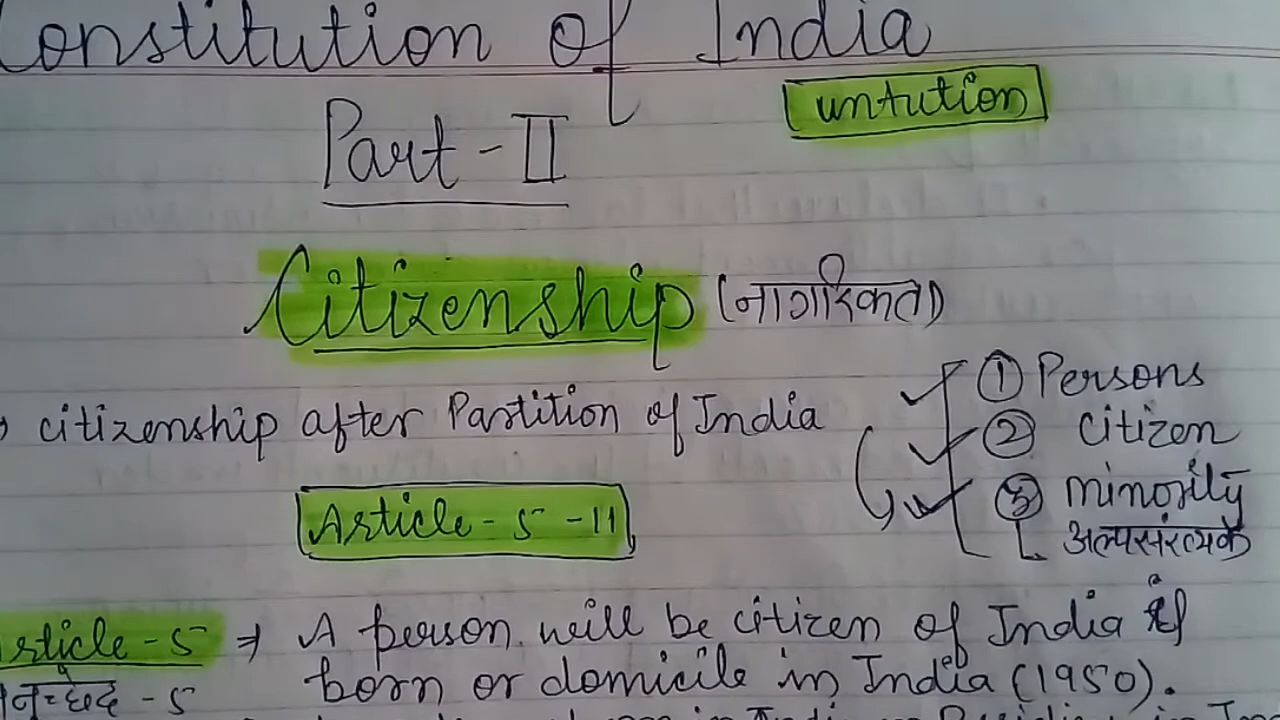 Constitution of India
untution
Part-II
Citizenship (नागरिकता)
citizenship after Partition of India
① Persons
② Citizen
③ minority
अल्पसंख्यक
Article-5-11
Article-5 → A person will be citizen of India if
born or domicile in India (1950).
अनुच्छेद-5